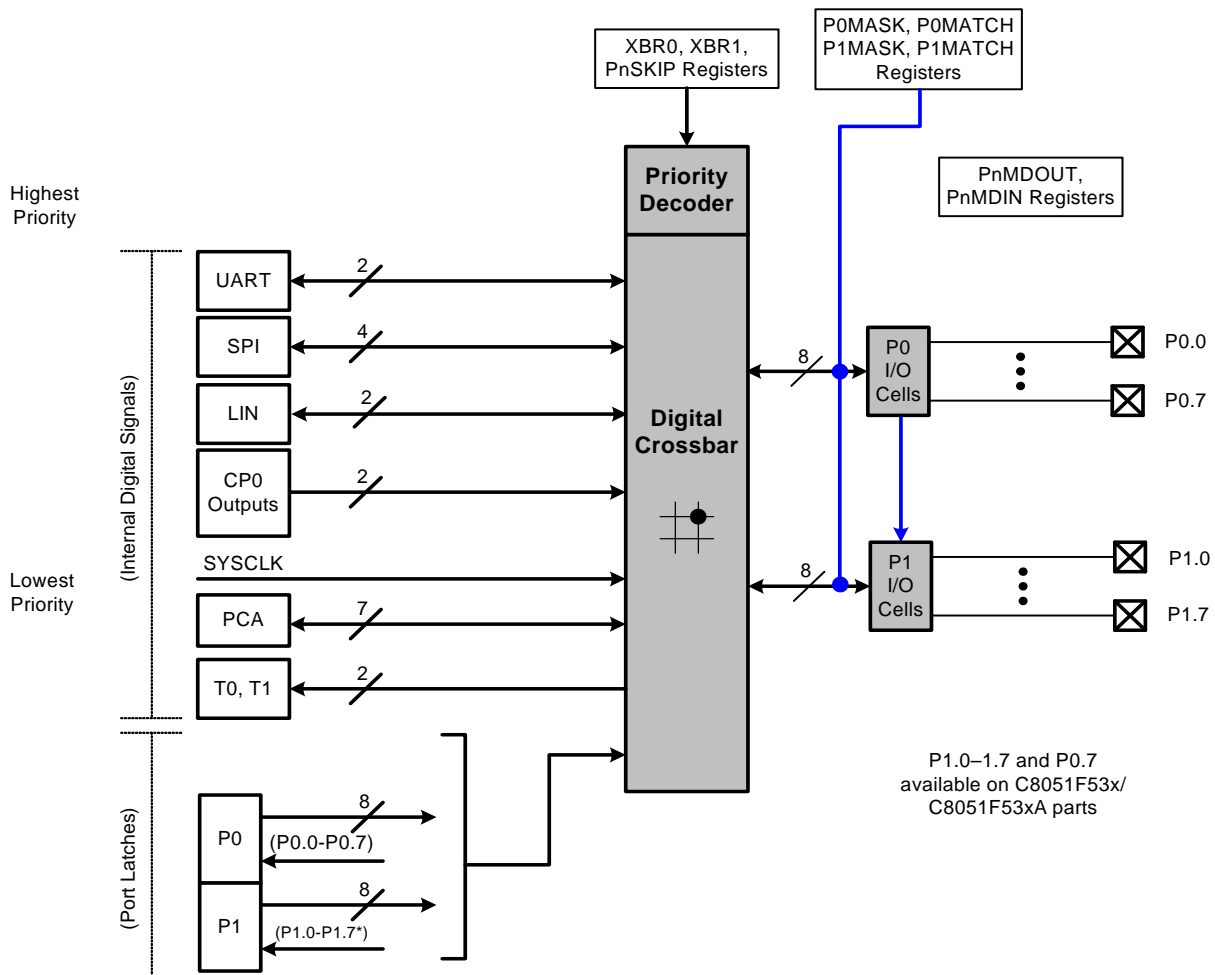 XBR0, XBR1,
PnSKIP Registers
P0MASK, P0MATCH
P1MASK, P1MATCH
Registers
PnMDOUT,
PnMDIN Registers
Priority
Decoder
Highest
Priority
(Internal Digital Signals)
UART
2
SPI
4
LIN
2
CP0
Outputs
2
SYSCLK
PCA
7
T0, T1
2
Lowest
Priority
Digital
Crossbar
8
P0
I/O
Cells
P0.0
P0.7
8
P1
I/O
Cells
P1.0
P1.7
(Port Latches)
P0
8
(P0.0-P0.7)
P1
8
(P1.0-P1.7*)
P1.0–1.7 and P0.7
available on C8051F53x/
C8051F53xA parts